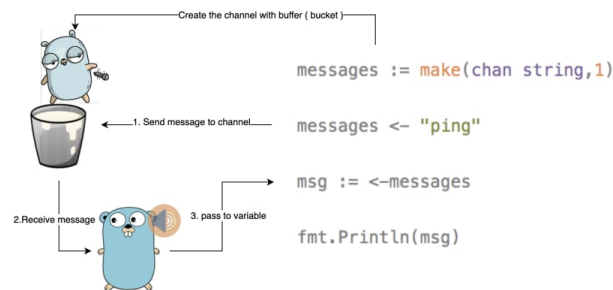 Create the channel with buffer ( bucket )
messages := make(chan string,1)
1. Send message to channel
messages <- "ping"
msg := <-messages
2.Receive message
3. pass to variable
fmt.Println(msg)